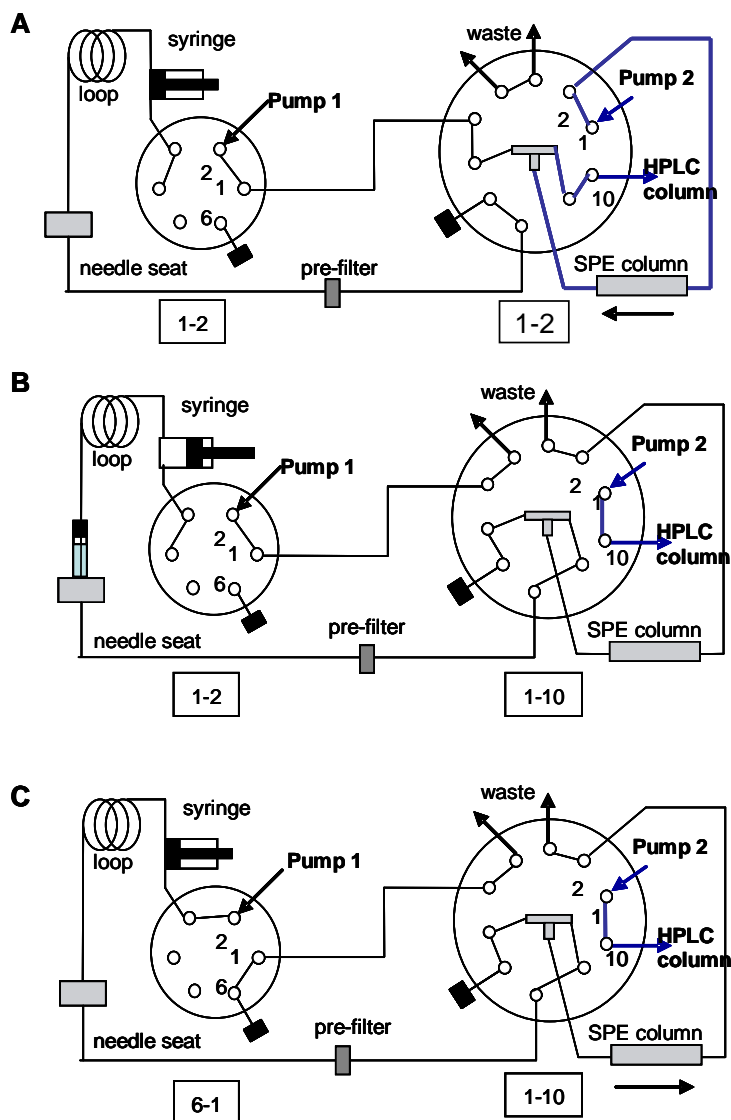 A
syringe
loop
Pump 1
2
1
6
needle seat
pre-filter
1-2
waste
Pump 2
2
1
HPLC
column
10
SPE column
1-2
B
syringe
loop
Pump 1
2
1
6
needle seat
pre-filter
1-2
waste
Pump 2
2
1
HPLC
column
10
SPE column
1-10
C
syringe
loop
Pump 1
2
1
6
needle seat
pre-filter
6-1
waste
Pump 2
2
1
HPLC
column
10
SPE column
1-10